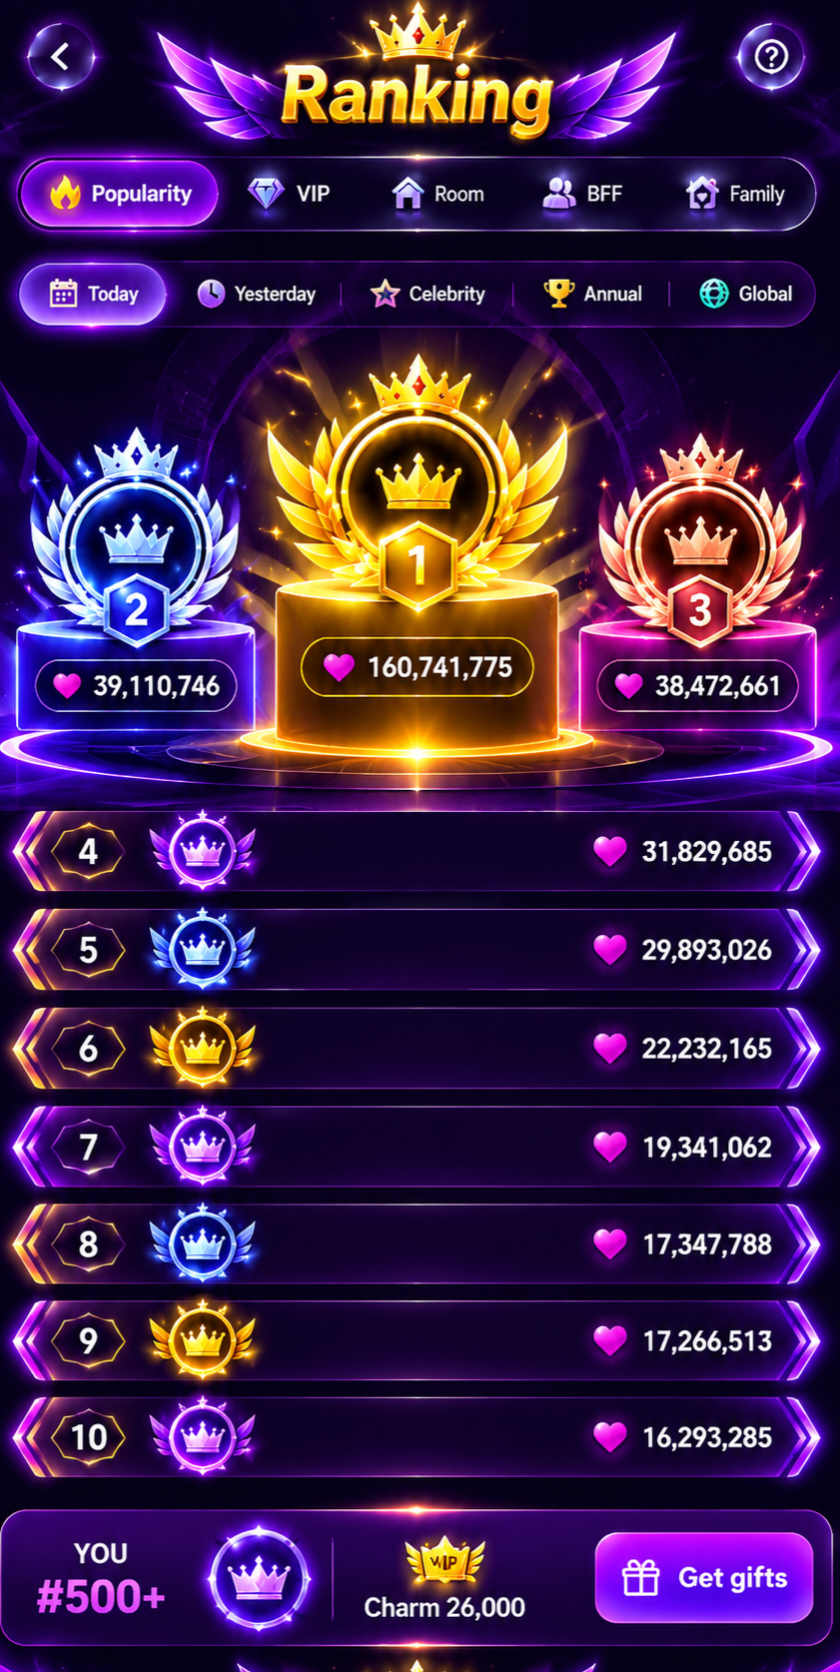 Ranking
Popularity VIP Room BFF Family
Today Yesterday Celebrity Annual Global
1
2
3
160,741,775
39,110,746
38,472,661
4 31,829,685
5 29,893,026
6 22,232,165
7 19,341,062
8 17,347,788
9 17,266,513
10 16,293,285
YOU
#500+
VIP
Charm 26,000
Get gifts